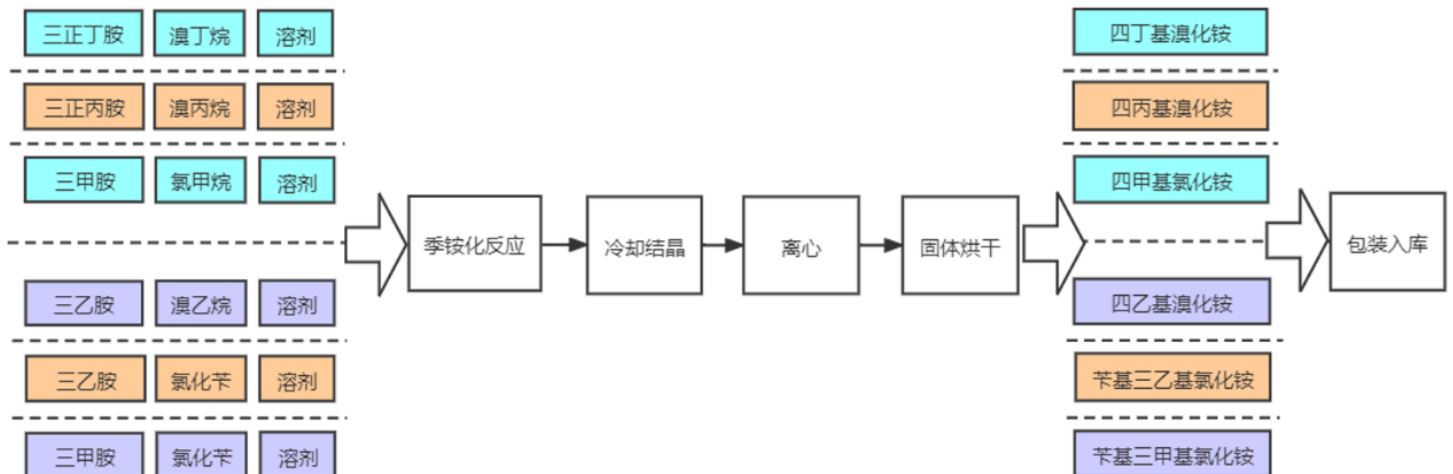 三正丁胺 溴丁烷 溶剂
三正丙胺 溴丙烷 溶剂
三甲胺 氯甲烷 溶剂
三乙胺 溴乙烷 溶剂
三乙胺 氯化苄 溶剂
三甲胺 氯化苄 溶剂
季铵化反应
冷却结晶
离心
固体烘干
四丁基溴化铵
四丙基溴化铵
四甲基氯化铵
四乙基溴化铵
苄基三乙基氯化铵
苄基三甲基氯化铵
包装入库